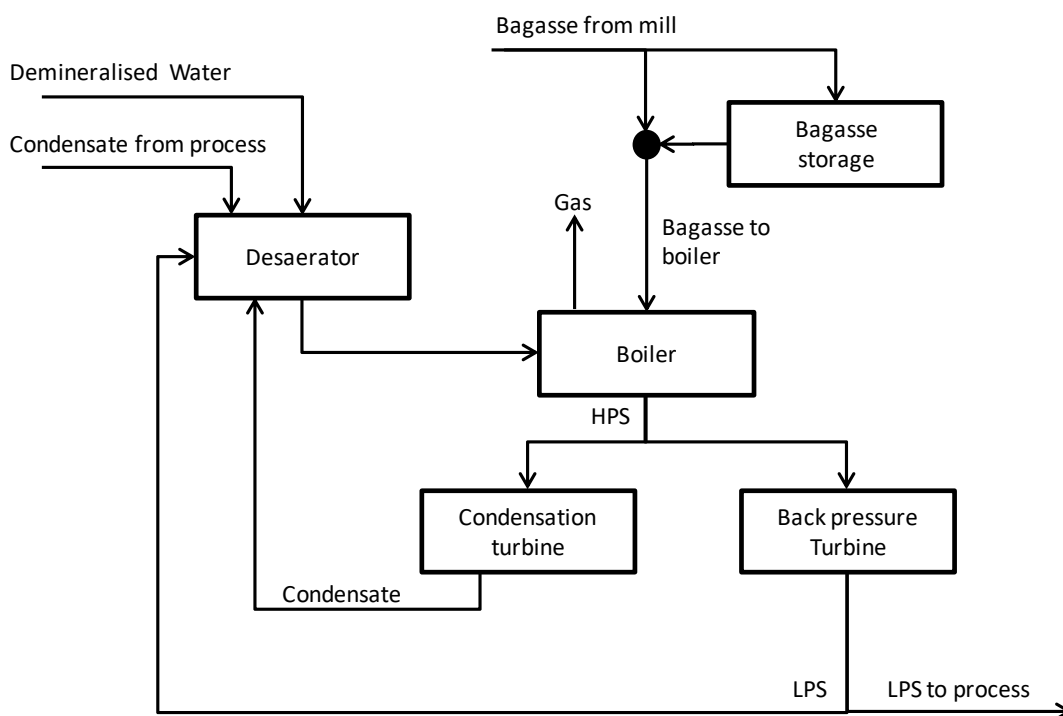 Bagasse from mill
Demineralised Water
Condensate from process
Bagasse
storage
Gas
Bagasse to
boiler
Desaerator
Boiler
HPS
Condensation
turbine
Back pressure
Turbine
Condensate
LPS
LPS to process